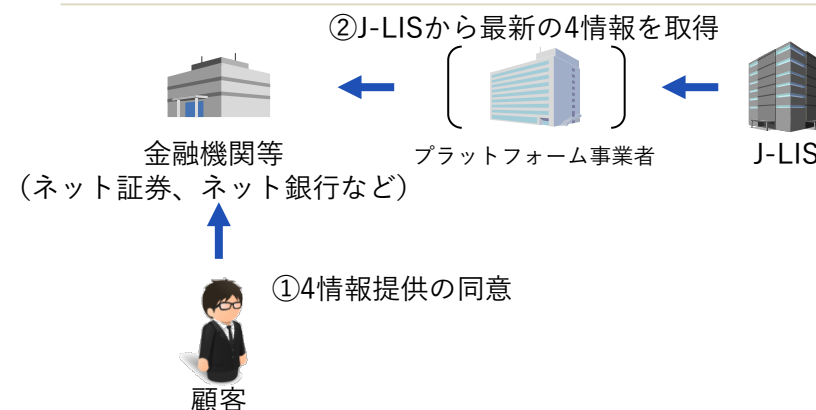 ②J-LISから最新の4情報を取得
金融機関等
プラットフォーム事業者
J-LIS
（ネット証券、ネット銀行など）
①4情報提供の同意
顧客